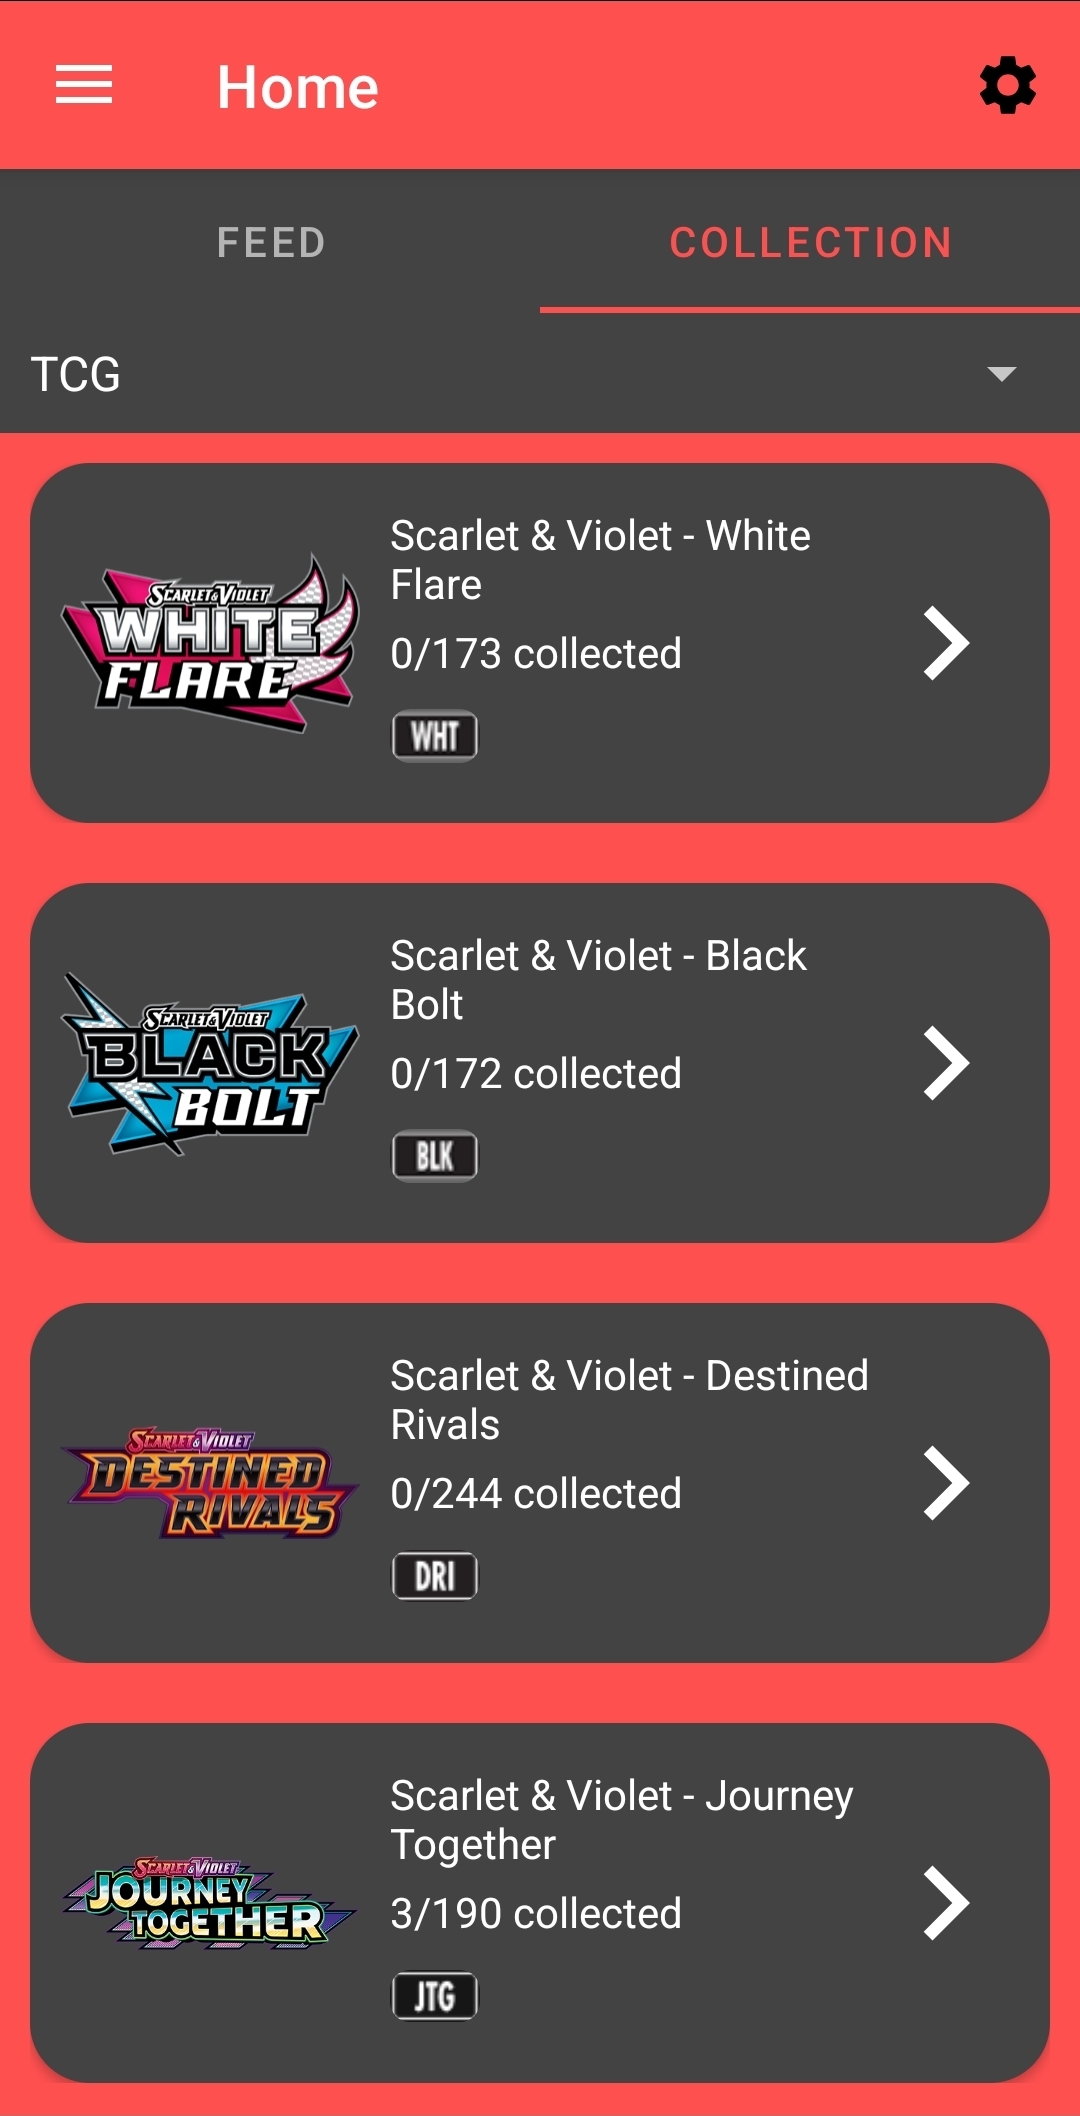 Home
FEED
COLLECTION
TCG
SCARLET & VIOLET
WHITE
FLARE
Scarlet & Violet - White
Flare
0/173 collected
WHT
SCARLET & VIOLET
BLACK
BOLT
Scarlet & Violet - Black
Bolt
0/172 collected
BLK
SCARLET & VIOLET
DESTINED
RIVALS
Scarlet & Violet - Destined
Rivals
0/244 collected
DRI
SCARLET & VIOLET
JOURNEY
TOGETHER
Scarlet & Violet - Journey
Together
3/190 collected
JTG